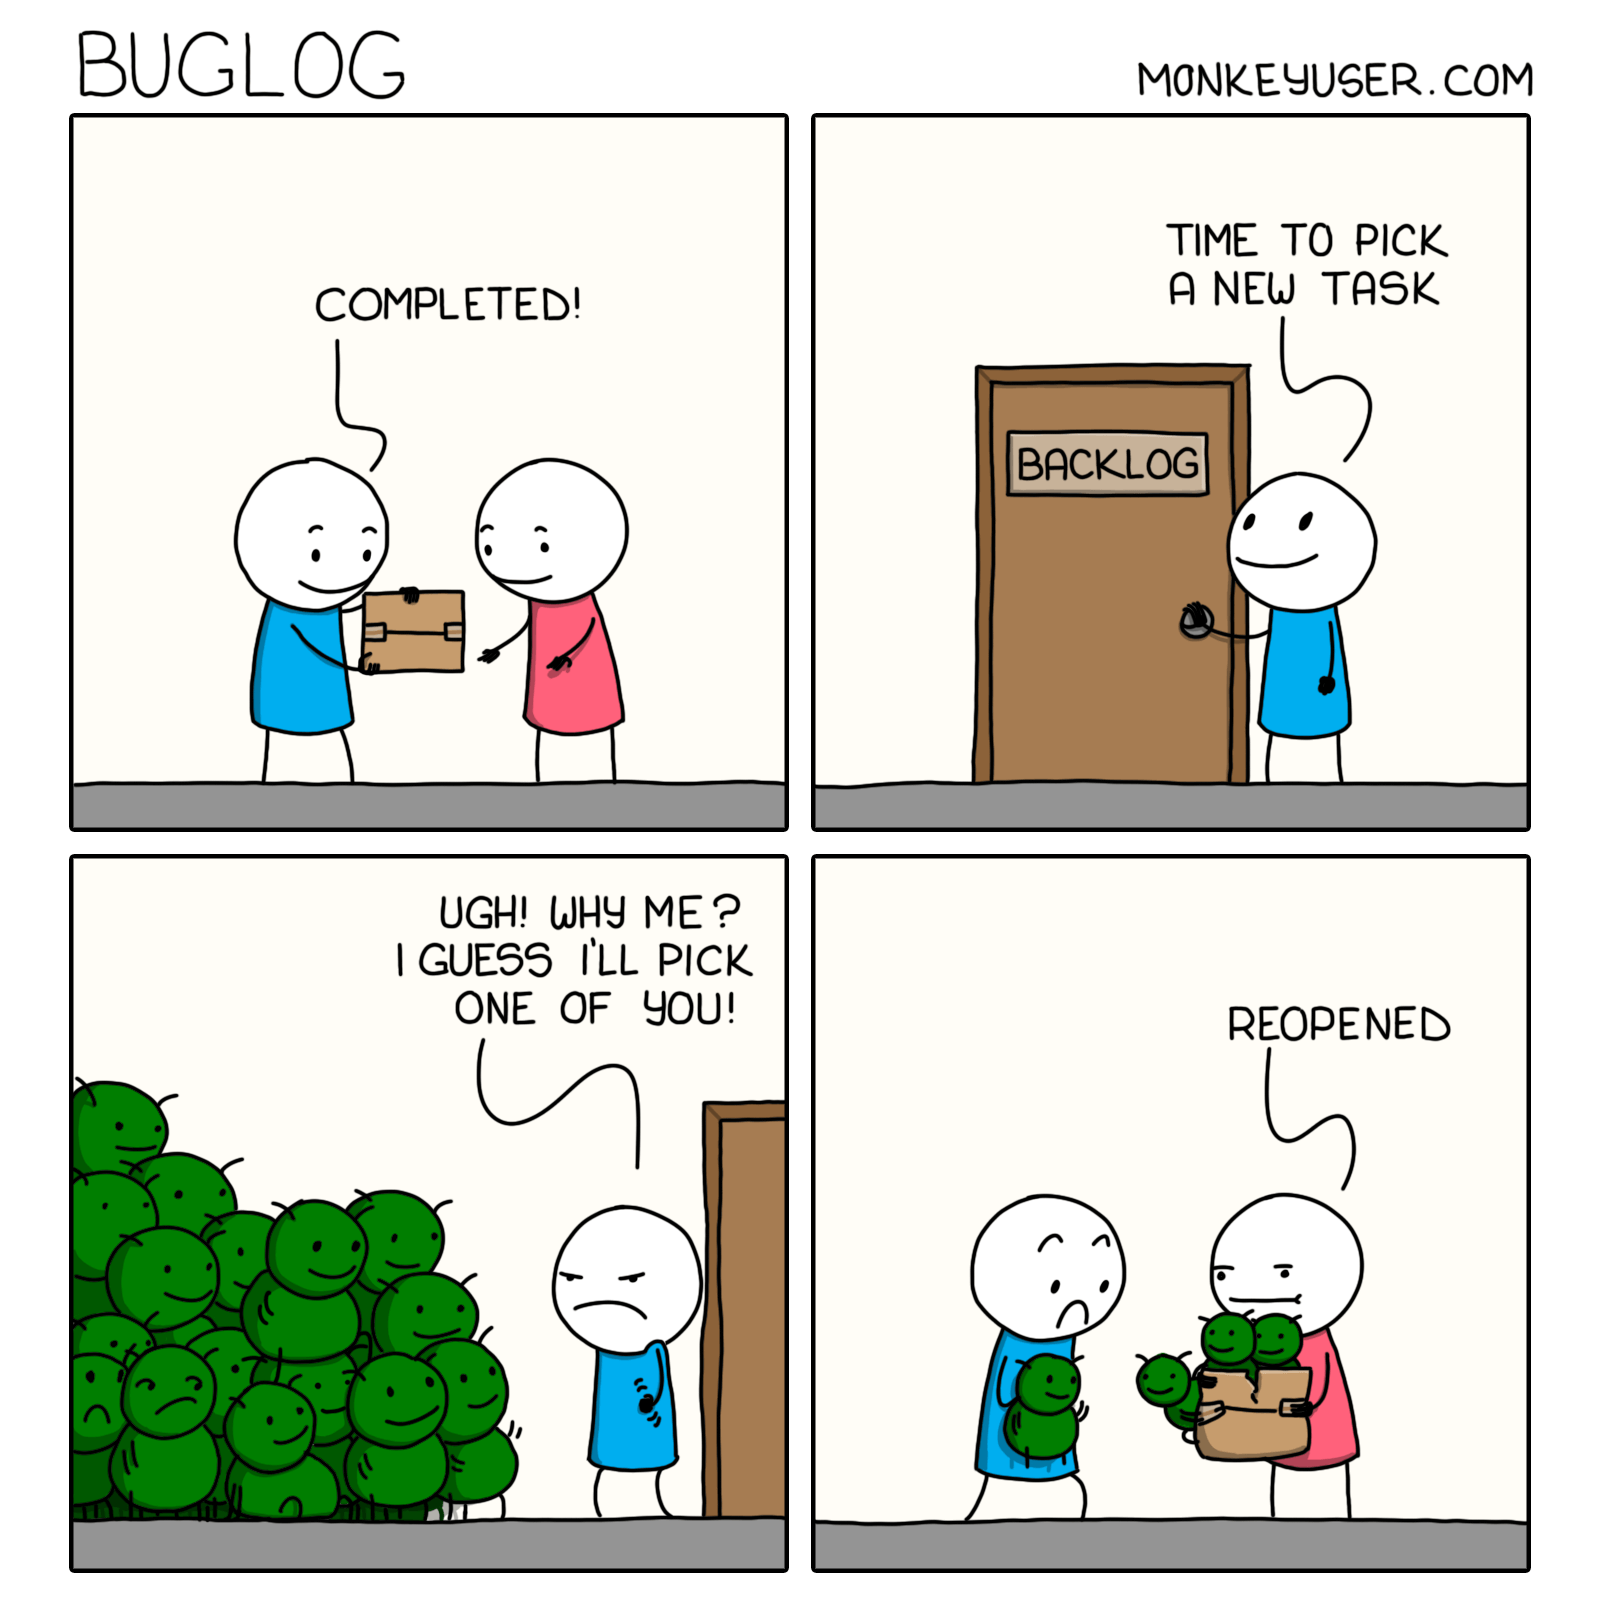 BUGLOG
MONKEYUSER.COM
COMPLETED!
TIME TO PICK
A NEW TASK
BACKLOG
UGH! WHY ME?
I GUESS I'LL PICK
ONE OF YOU!
REOPENED